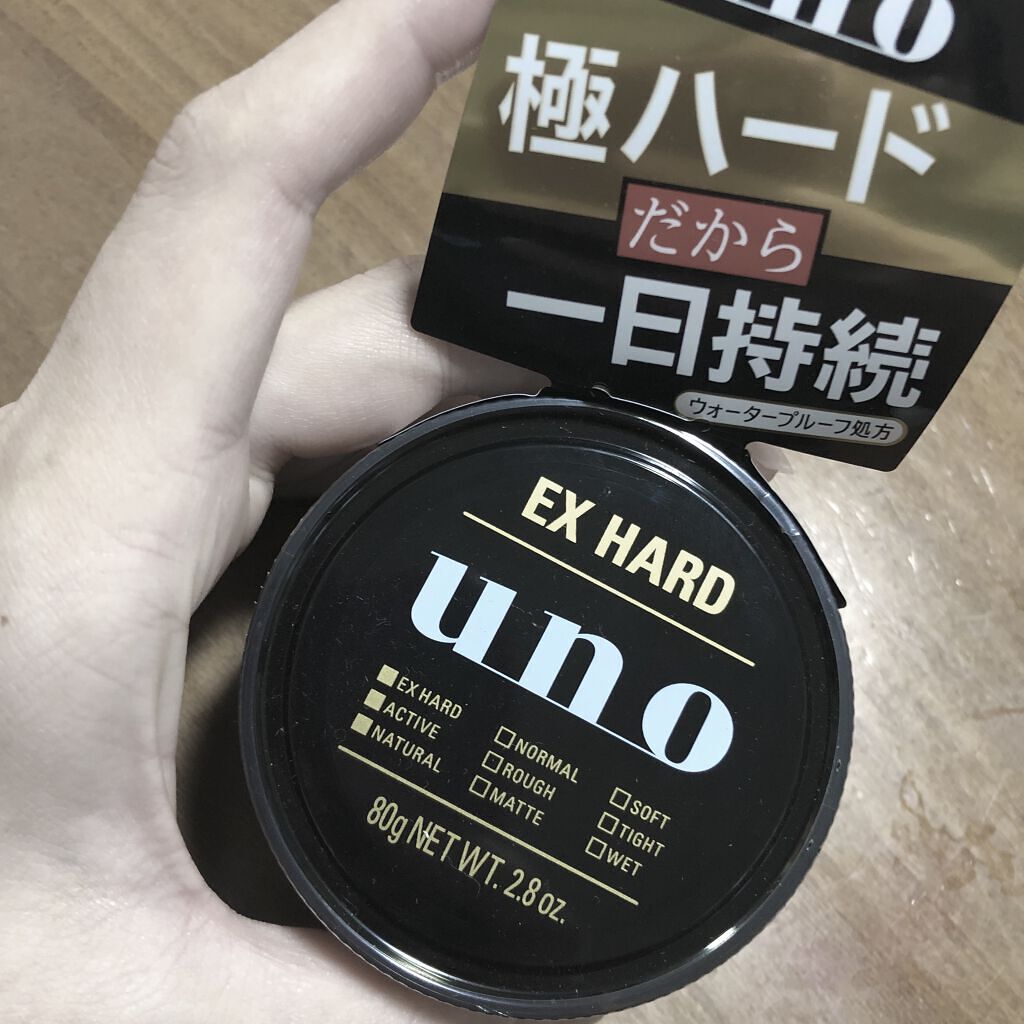 uno
極ハード
だから
一日持続
ウォータープルーフ処方
EX HARD
uno
■EX HARD □NORMAL □SOFT
■ACTIVE □ROUGH □TIGHT
■NATURAL □MATTE □WET
80g NET WT. 2.8 oz.